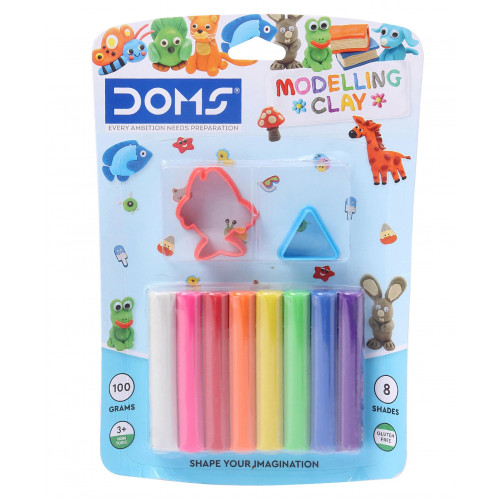 DOMS®
EVERY AMBITION NEEDS PREPARATION
MODELLING
CLAY
100
GRAMS
3+
8
SHADES
GLUTEN
FREE
SHAPE YOUR IMAGINATION